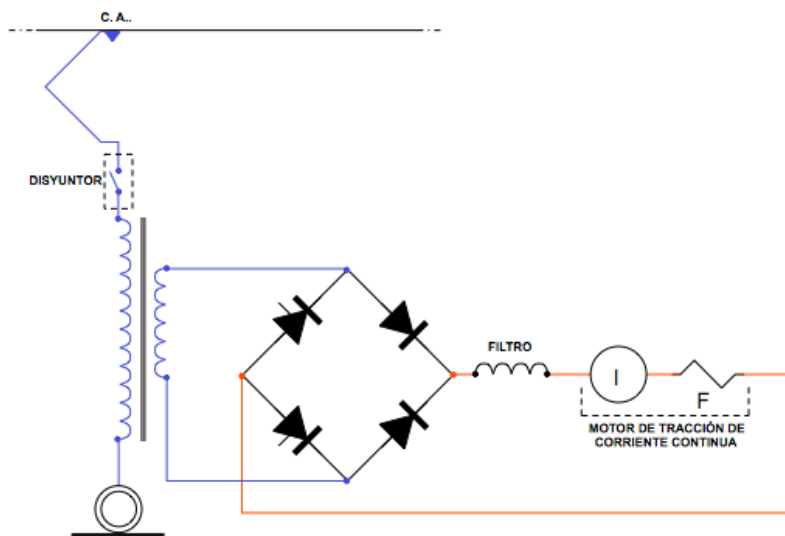 C. A..
DISYUNTOR
FILTRO
I
F
MOTOR DE TRACCIÓN DE
CORRIENTE CONTINUA